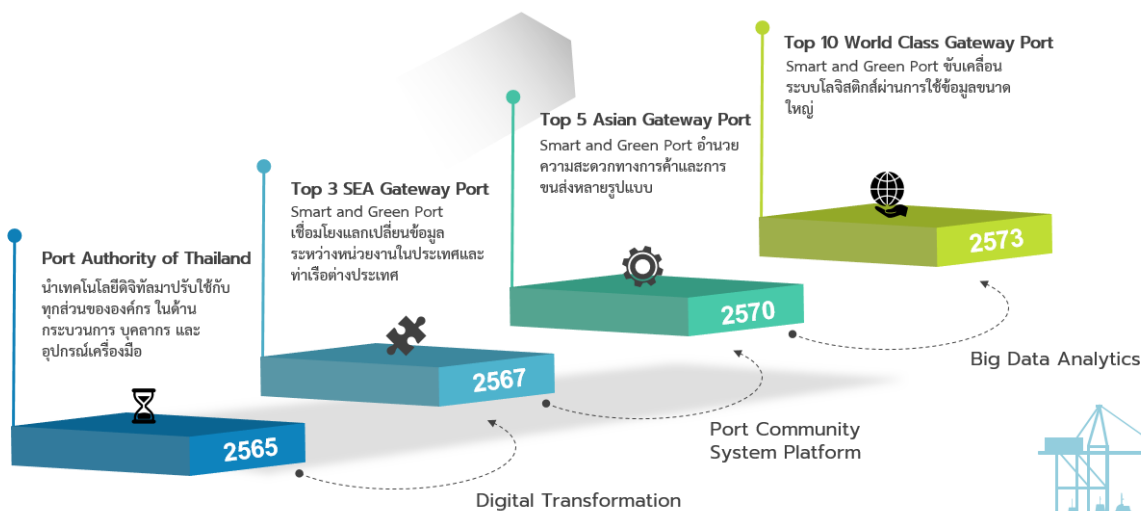 Port Authority of Thailand
นำเทคโนโลยีดิจิทัลมาปรับใช้กับ
ทุกส่วนขององค์กร ในด้าน
กระบวนการ บุคลากร และ
อุปกรณ์เครื่องมือ
2565
Digital Transformation
Top 3 SEA Gateway Port
Smart and Green Port
เชื่อมโยงแลกเปลี่ยนข้อมูล
ระหว่างหน่วยงานในประเทศและ
ท่าเรือต่างประเทศ
2567
Port Community
System Platform
Top 5 Asian Gateway Port
Smart and Green Port อำนวย
ความสะดวกทางการค้าและการ
ขนส่งหลายรูปแบบ
2570
Big Data Analytics
Top 10 World Class Gateway Port
Smart and Green Port ขับเคลื่อน
ระบบโลจิสติกส์ผ่านการใช้ข้อมูลขนาด
ใหญ่
2573